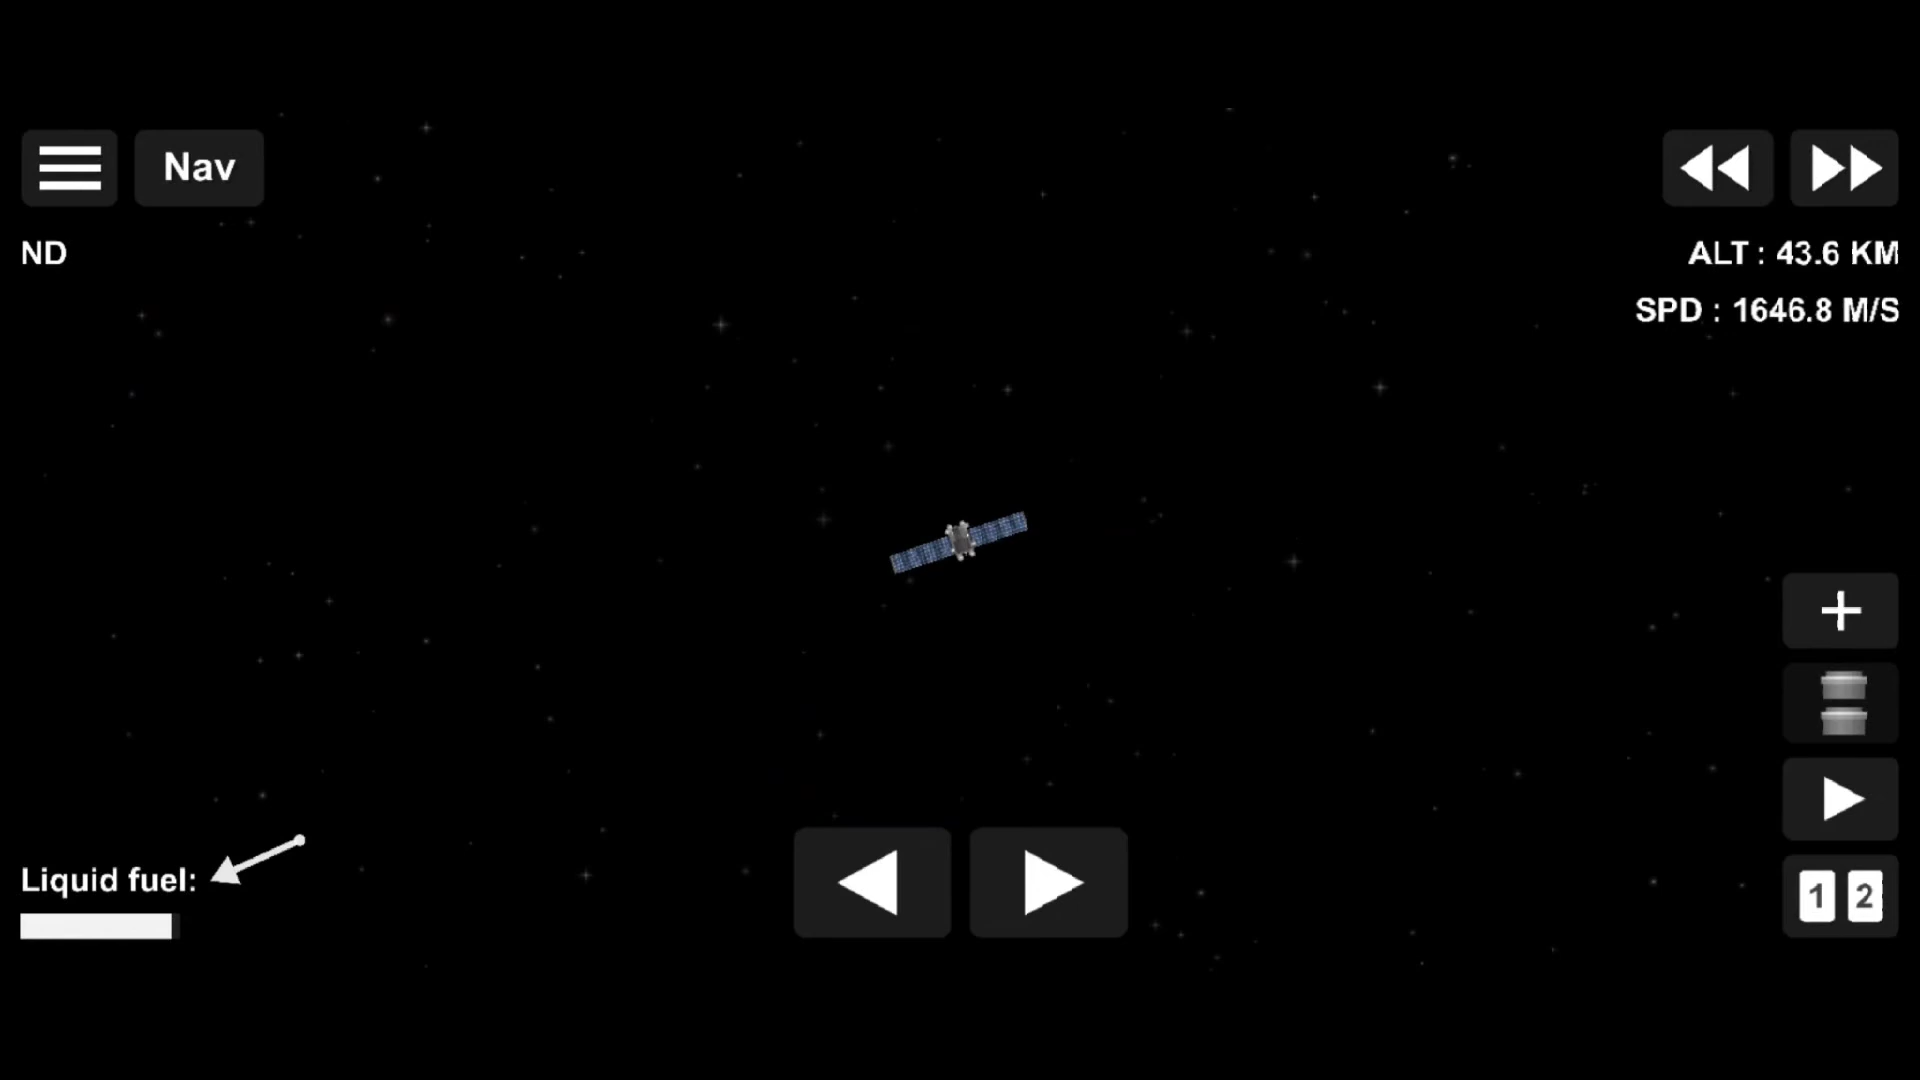 Nav
ND
ALT : 43.6 KM
SPD : 1646.8 M/S
Liquid fuel:
1 2